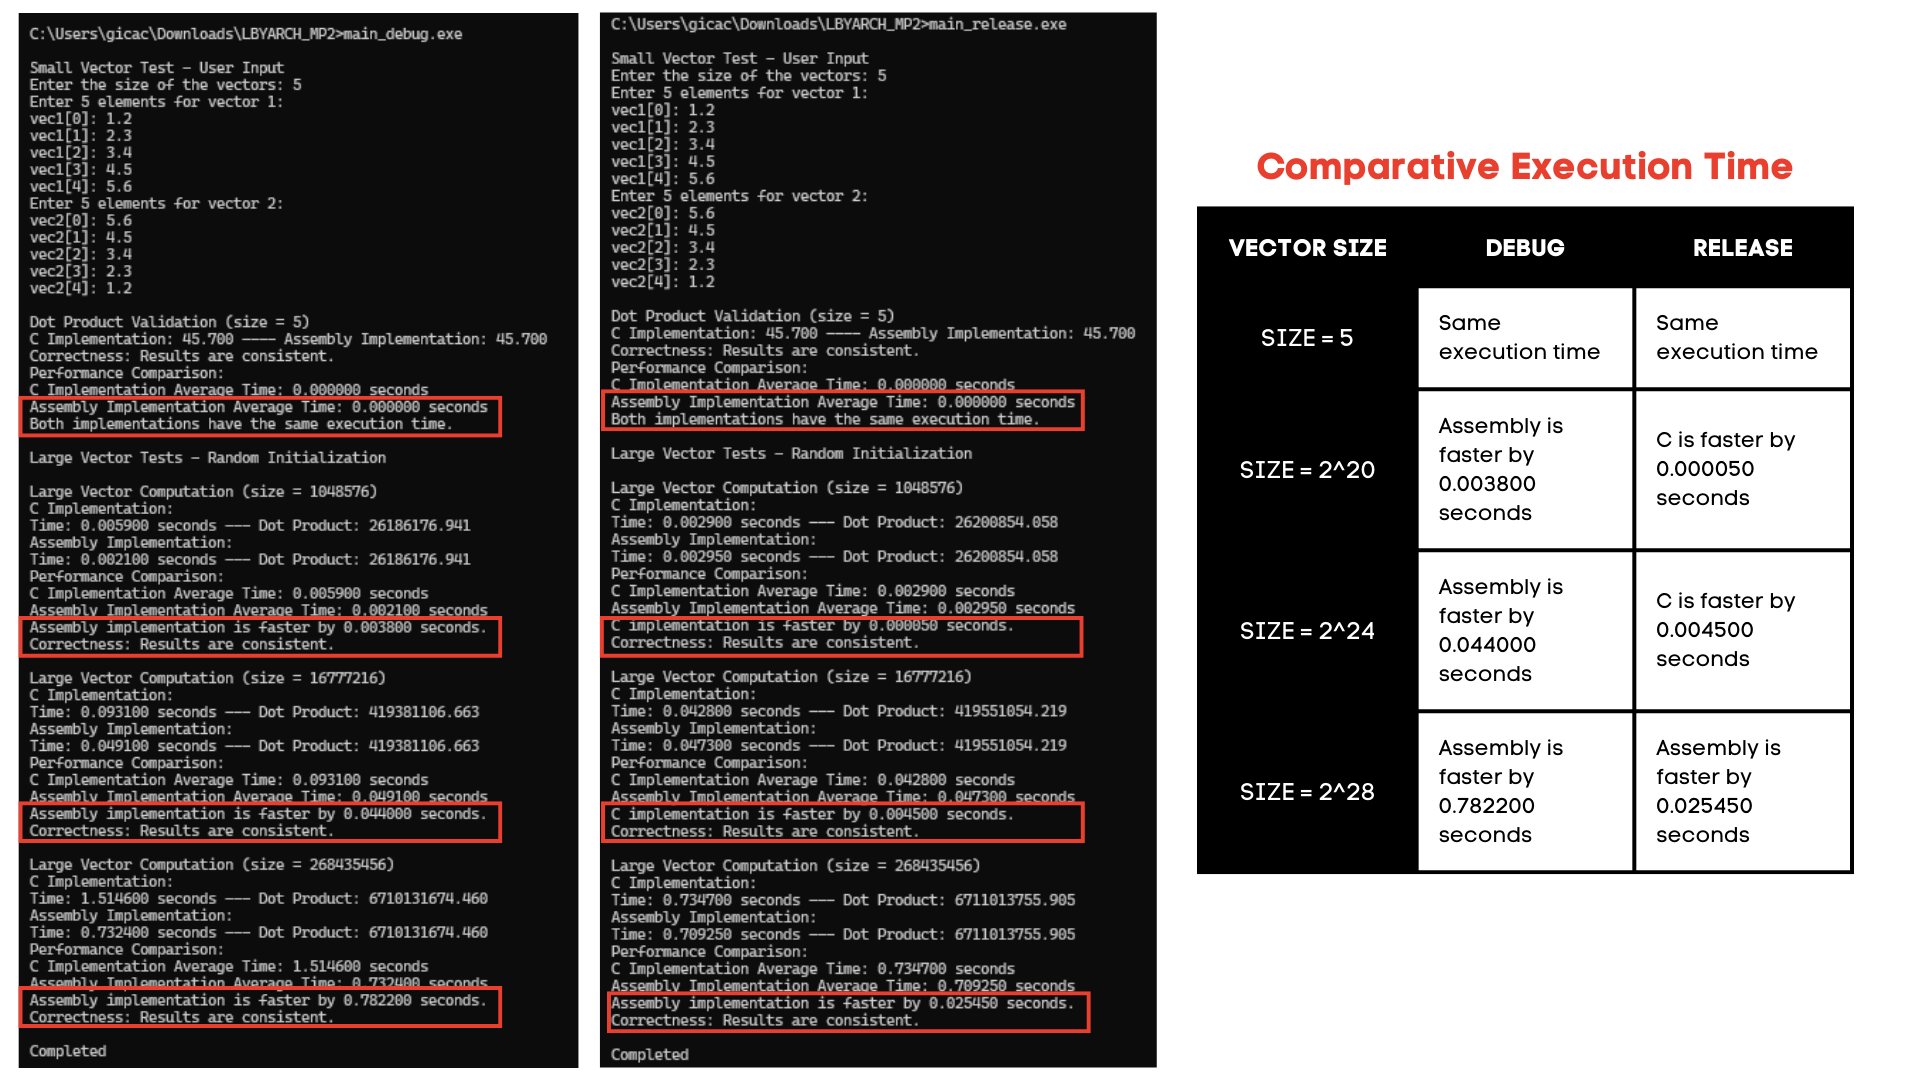 C:\Users\gicac\Downloads\LBYARCH_MP2>main_debug.exe
Small Vector Test – User Input
Enter the size of the vectors: 5
Enter 5 elements for vector 1:
vec1[0]: 1.2
vec1[1]: 2.3
vec1[2]: 3.4
vec1[3]: 4.5
vec1[4]: 5.6
Enter 5 elements for vector 2:
vec2[0]: 5.6
vec2[1]: 4.5
vec2[2]: 3.4
vec2[3]: 2.3
vec2[4]: 1.2
Dot Product Validation (size = 5)
C Implementation: 45.700 ---- Assembly Implementation: 45.700
Correctness: Results are consistent.
Performance Comparison:
C Implementation Average Time: 0.000000 seconds
Assembly Implementation Average Time: 0.000000 seconds
Both implementations have the same execution time.
Large Vector Tests – Random Initialization
Large Vector Computation (size = 1048576)
C Implementation:
Time: 0.005900 seconds --- Dot Product: 26186176.941
Assembly Implementation:
Time: 0.002100 seconds --- Dot Product: 26186176.941
Performance Comparison:
C Implementation Average Time: 0.005900 seconds
Assembly Implementation Average Time: 0.002100 seconds
Assembly implementation is faster by 0.003800 seconds.
Correctness: Results are consistent.
Large Vector Computation (size = 16777216)
C Implementation:
Time: 0.093100 seconds --- Dot Product: 419381106.663
Assembly Implementation:
Time: 0.049100 seconds --- Dot Product: 419381106.663
Performance Comparison:
C Implementation Average Time: 0.093100 seconds
Assembly Implementation Average Time: 0.049100 seconds
Assembly implementation is faster by 0.044000 seconds.
Correctness: Results are consistent.
Large Vector Computation (size = 268435456)
C Implementation:
Time: 1.514600 seconds --- Dot Product: 6710131674.460
Assembly Implementation:
Time: 0.732400 seconds --- Dot Product: 6710131674.460
Performance Comparison:
C Implementation Average Time: 1.514600 seconds
Assembly Implementation Average Time: 0.732400 seconds
Assembly implementation is faster by 0.782200 seconds.
Correctness: Results are consistent.
Completed
C:\Users\gicac\Downloads\LBYARCH_MP2>main_release.exe
Small Vector Test – User Input
Enter the size of the vectors: 5
Enter 5 elements for vector 1:
vec1[0]: 1.2
vec1[1]: 2.3
vec1[2]: 3.4
vec1[3]: 4.5
vec1[4]: 5.6
Enter 5 elements for vector 2:
vec2[0]: 5.6
vec2[1]: 4.5
vec2[2]: 3.4
vec2[3]: 2.3
vec2[4]: 1.2
Dot Product Validation (size = 5)
C Implementation: 45.700 ---- Assembly Implementation: 45.700
Correctness: Results are consistent.
Performance Comparison:
C Implementation Average Time: 0.000000 seconds
Assembly Implementation Average Time: 0.000000 seconds
Both implementations have the same execution time.
Large Vector Tests – Random Initialization
Large Vector Computation (size = 1048576)
C Implementation:
Time: 0.002900 seconds --- Dot Product: 26200854.058
Assembly Implementation:
Time: 0.002950 seconds --- Dot Product: 26200854.058
Performance Comparison:
C Implementation Average Time: 0.002900 seconds
Assembly Implementation Average Time: 0.002950 seconds
C implementation is faster by 0.000050 seconds.
Correctness: Results are consistent.
Large Vector Computation (size = 16777216)
C Implementation:
Time: 0.042800 seconds --- Dot Product: 419551054.219
Assembly Implementation:
Time: 0.047300 seconds --- Dot Product: 419551054.219
Performance Comparison:
C Implementation Average Time: 0.042800 seconds
Assembly Implementation Average Time: 0.047300 seconds
C implementation is faster by 0.004500 seconds.
Correctness: Results are consistent.
Large Vector Computation (size = 268435456)
C Implementation:
Time: 0.734700 seconds --- Dot Product: 6711013755.905
Assembly Implementation:
Time: 0.709250 seconds --- Dot Product: 6711013755.905
Performance Comparison:
C Implementation Average Time: 0.734700 seconds
Assembly Implementation Average Time: 0.709250 seconds
Assembly implementation is faster by 0.025450 seconds.
Correctness: Results are consistent.
Completed
Comparative Execution Time
VECTOR SIZE DEBUG RELEASE
SIZE = 5
Same
execution time
Same
execution time
SIZE = 2^20
Assembly is
faster by
0.003800
seconds
C is faster by
0.000050
seconds
SIZE = 2^24
Assembly is
faster by
0.044000
seconds
C is faster by
0.004500
seconds
SIZE = 2^28
Assembly is
faster by
0.782200
seconds
Assembly is
faster by
0.025450
seconds